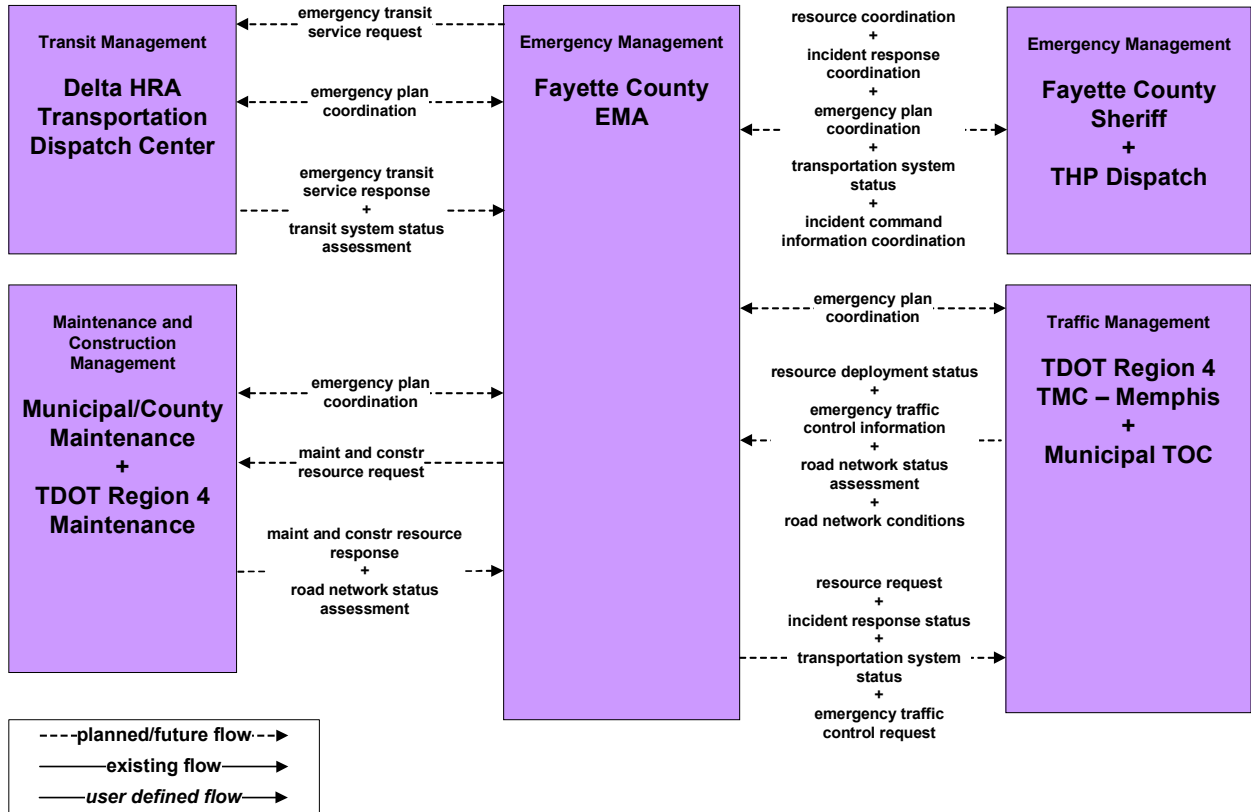 Transit Management
Delta HRA
Transportation
Dispatch Center
emergency transit
service request
emergency plan
coordination
emergency transit
service response
+
transit system status
assessment
Maintenance and
Construction
Management
Municipal/County
Maintenance
+
TDOT Region 4
Maintenance
emergency plan
coordination
maint and constr
resource request
maint and constr resource
response
+
road network status
assessment
Emergency Management
Fayette County
EMA
resource coordination
+
incident response
coordination
+
emergency plan
coordination
+
transportation system
status
+
incident command
information coordination
Emergency Management
Fayette County
Sheriff
+
THP Dispatch
emergency plan
coordination
resource deployment status
+
emergency traffic
control information
+
road network status
assessment
+
road network conditions
resource request
+
incident response status
+
transportation system
status
+
emergency traffic
control request
Traffic Management
TDOT Region 4
TMC – Memphis
+
Municipal TOC
planned/future flow
existing flow
user defined flow